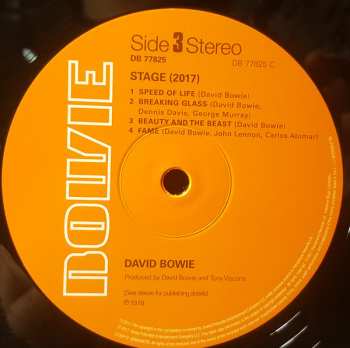 BOWIE
Side 3 Stereo
DB 77825
DB 77825 C
STAGE (2017)
1 SPEED OF LIFE (David Bowie)
2 BREAKING GLASS (David Bowie,
Dennis Davis, George Murray)
3 BEAUTY AND THE BEAST (David Bowie)
4 FAME (David Bowie, John Lennon, Carlos Alomar)
DAVID BOWIE
Produced by David Bowie and Tony Visconti
(See sleeve for publishing details)
℗ 1978